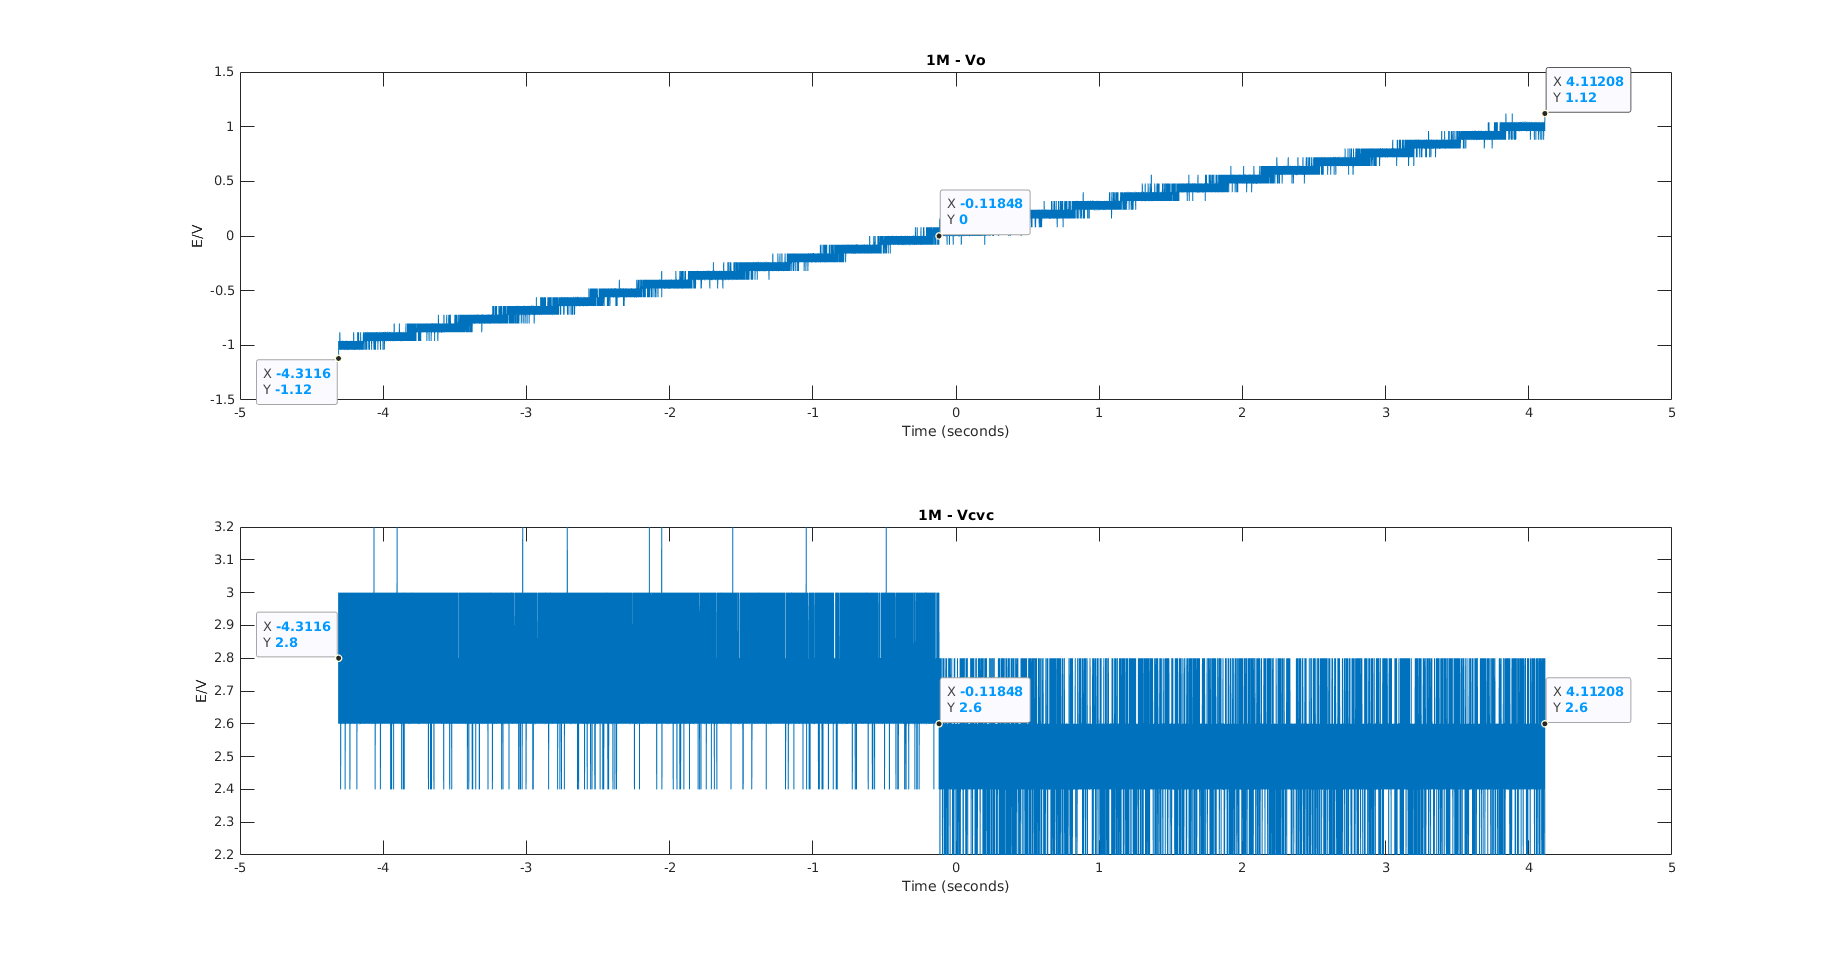 1M - Vo
1.5
1
0.5
0
-0.5
-1
-1.5
E/V
X 4.11208
Y 1.12
X -0.11848
Y 0
X -4.3116
Y -1.12
-5 -4 -3 -2 -1 0 1 2 3 4 5
Time (seconds)
1M - Vcvc
3.2
3.1
3
2.9
2.8
2.7
2.6
2.5
2.4
2.3
2.2
E/V
X -4.3116
Y 2.8
X -0.11848
Y 2.6
X 4.11208
Y 2.6
-5 -4 -3 -2 -1 0 1 2 3 4 5
Time (seconds)